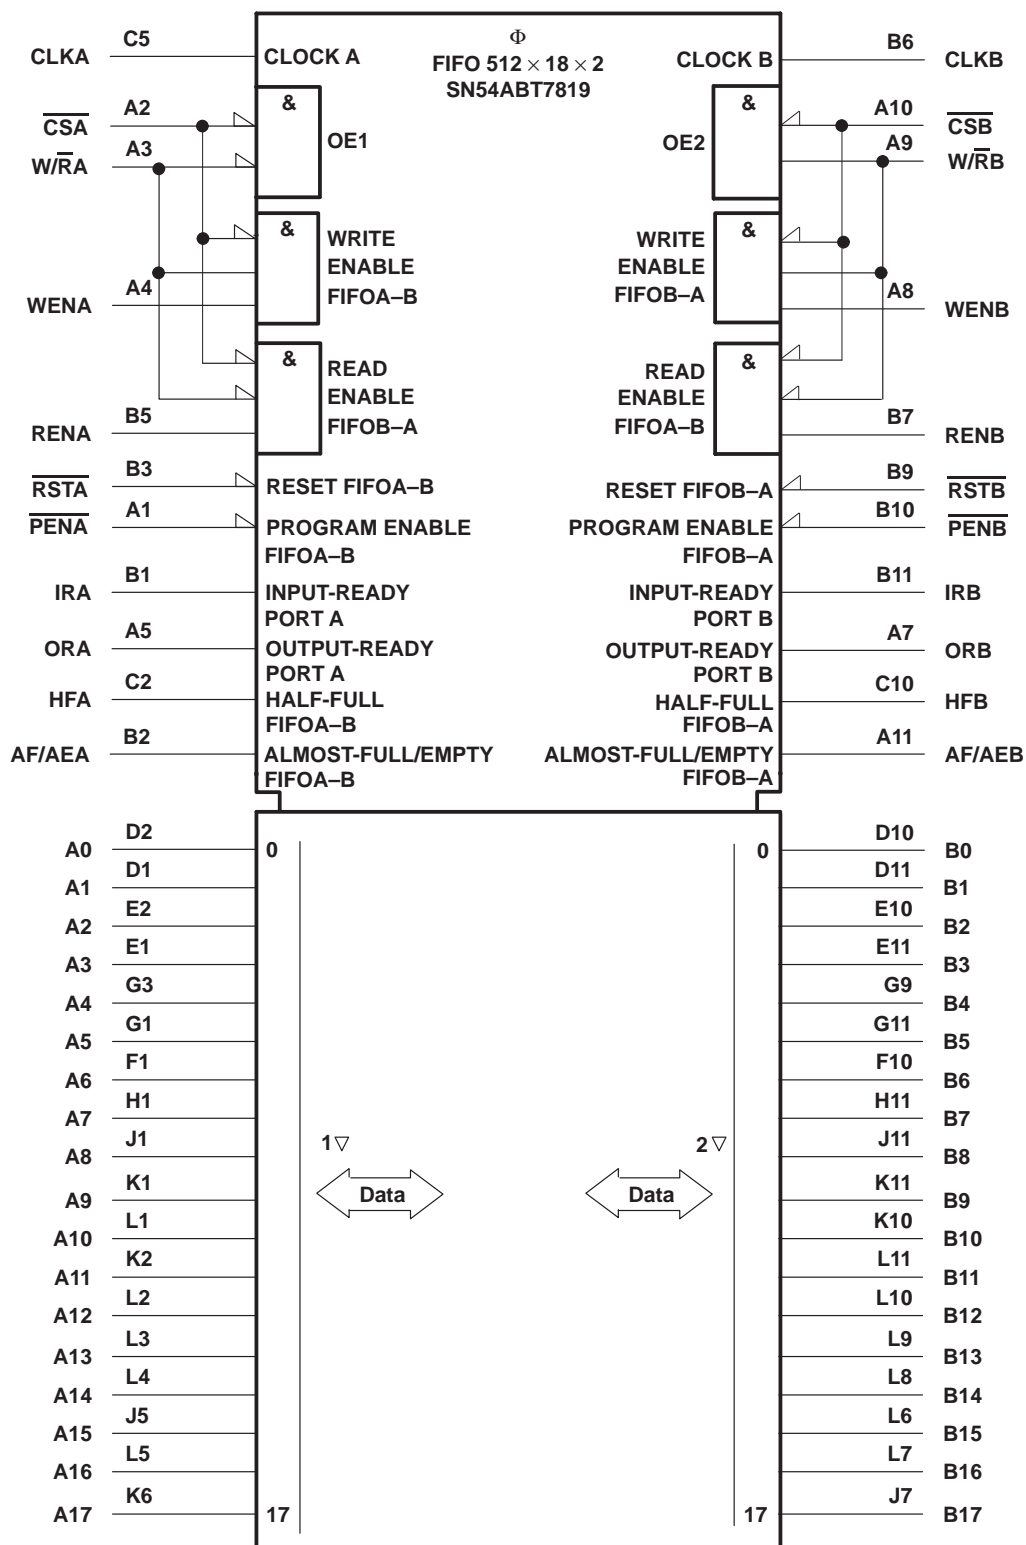 Φ
FIFO 512 × 18 × 2
SN54ABT7819
CLKA C5 CLOCK A
CLOCK B B6 CLKB
CSA A2 & OE1
OE2 & A10 CSB
W/RA A3
A9 W/RB
& WRITE
ENABLE
FIFOA–B
WRITE &
ENABLE
FIFOB–A
WENA A4
A8 WENB
& READ
ENABLE
FIFOB–A
READ &
ENABLE
FIFOA–B
RENA B5
B7 RENB
RSTA B3 RESET FIFOA–B
RESET FIFOB–A B9 RSTB
PENA A1 PROGRAM ENABLE
FIFOA–B
PROGRAM ENABLE B10 PENB
FIFOB–A
IRA B1 INPUT-READY
PORT A
INPUT-READY B11 IRB
PORT B
ORA A5 OUTPUT-READY
PORT A
OUTPUT-READY A7 ORB
PORT B
HFA C2 HALF-FULL
FIFOA–B
HALF-FULL C10 HFB
FIFOB–A
AF/AEA B2 ALMOST-FULL/EMPTY
FIFOA–B
ALMOST-FULL/EMPTY A11 AF/AEB
FIFOB–A
A0 D2 0 0 D10 B0
A1 D1 D11 B1
A2 E2 E10 B2
A3 E1 E11 B3
A4 G3 G9 B4
A5 G1 G11 B5
A6 F1 F10 B6
A7 H1 H11 B7
A8 J1 1▽ 2▽ J11 B8
A9 K1 Data Data K11 B9
A10 L1 K10 B10
A11 K2 L11 B11
A12 L2 L10 B12
A13 L3 L9 B13
A14 L4 L8 B14
A15 J5 L6 B15
A16 L5 L7 B16
A17 K6 17 17 J7 B17